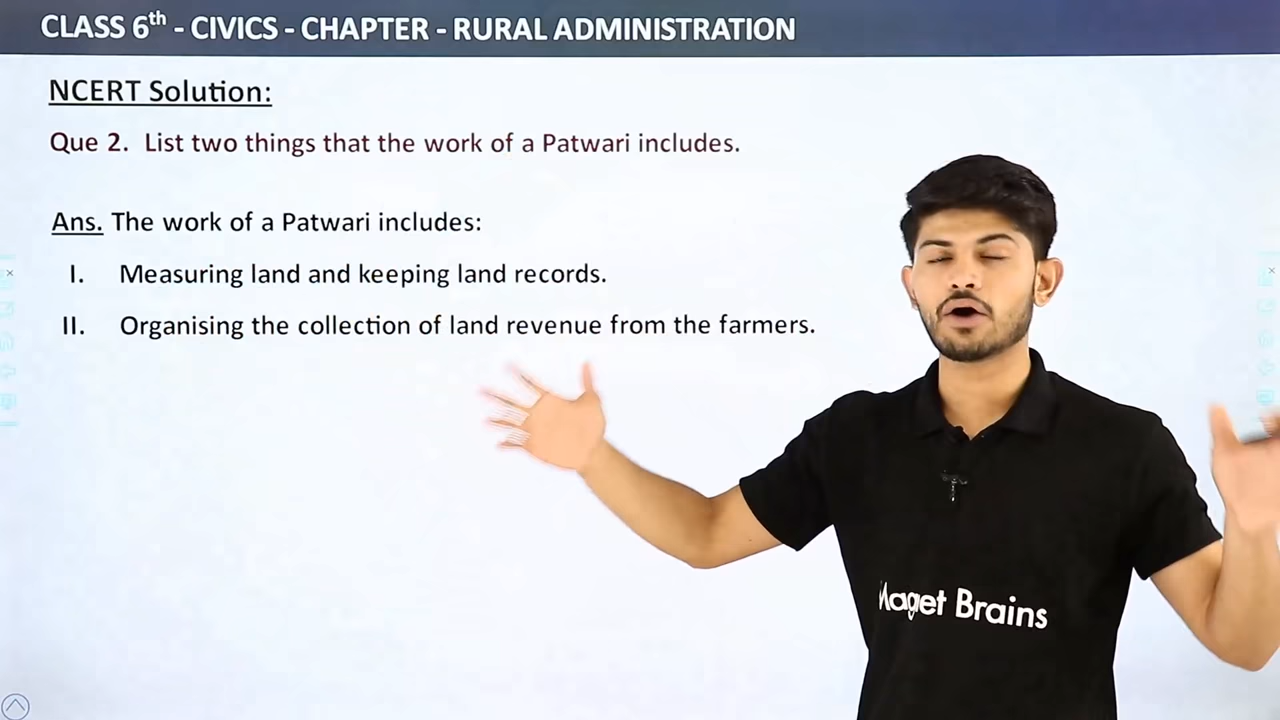 CLASS 6th - CIVICS - CHAPTER - RURAL ADMINISTRATION
NCERT Solution:
Que 2. List two things that the work of a Patwari includes.
Ans. The work of a Patwari includes:
I. Measuring land and keeping land records.
II. Organising the collection of land revenue from the farmers.
Magnet Brains